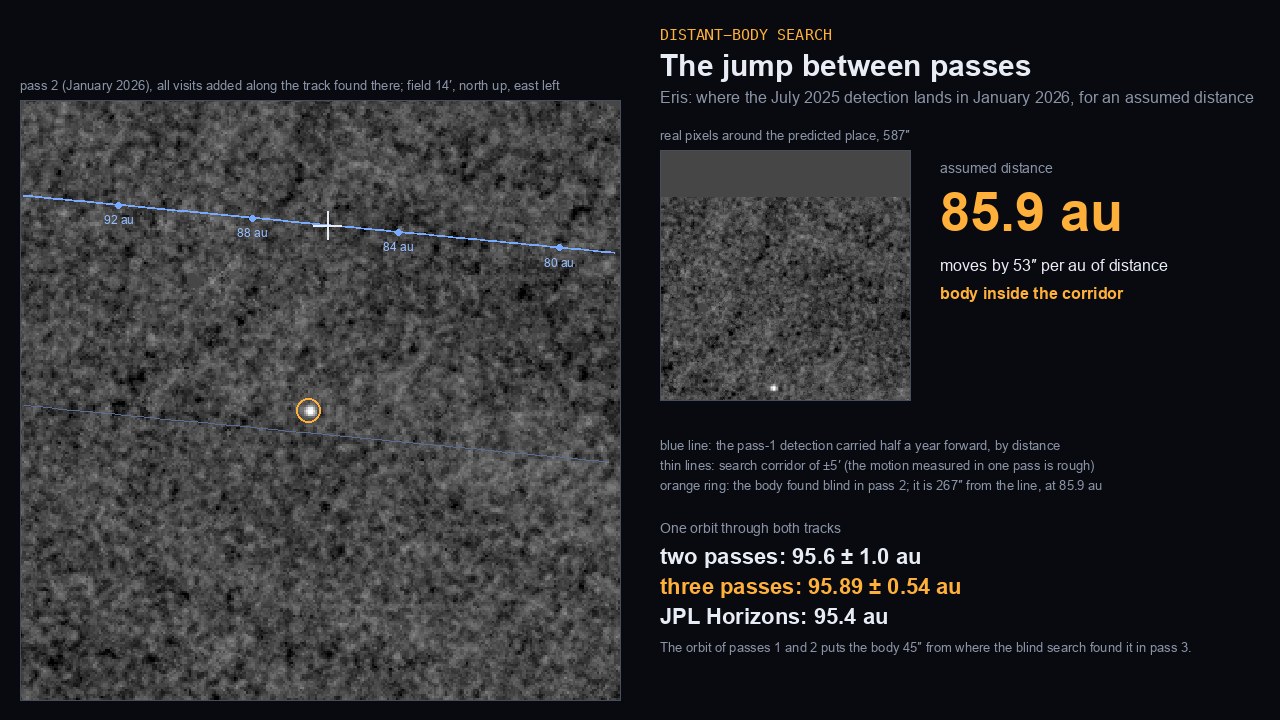 DISTANT–BODY SEARCH
The jump between passes
Eris: where the July 2025 detection lands in January 2026, for an assumed distance
pass 2 (January 2026), all visits added along the track found there; field 14′, north up, east left
92 au
88 au
84 au
80 au
real pixels around the predicted place, 587″
assumed distance
85.9 au
moves by 53″ per au of distance
body inside the corridor
blue line: the pass-1 detection carried half a year forward, by distance
thin lines: search corridor of ±5′ (the motion measured in one pass is rough)
orange ring: the body found blind in pass 2; it is 267″ from the line, at 85.9 au
One orbit through both tracks
two passes: 95.6 ± 1.0 au
three passes: 95.89 ± 0.54 au
JPL Horizons: 95.4 au
The orbit of passes 1 and 2 puts the body 45″ from where the blind search found it in pass 3.